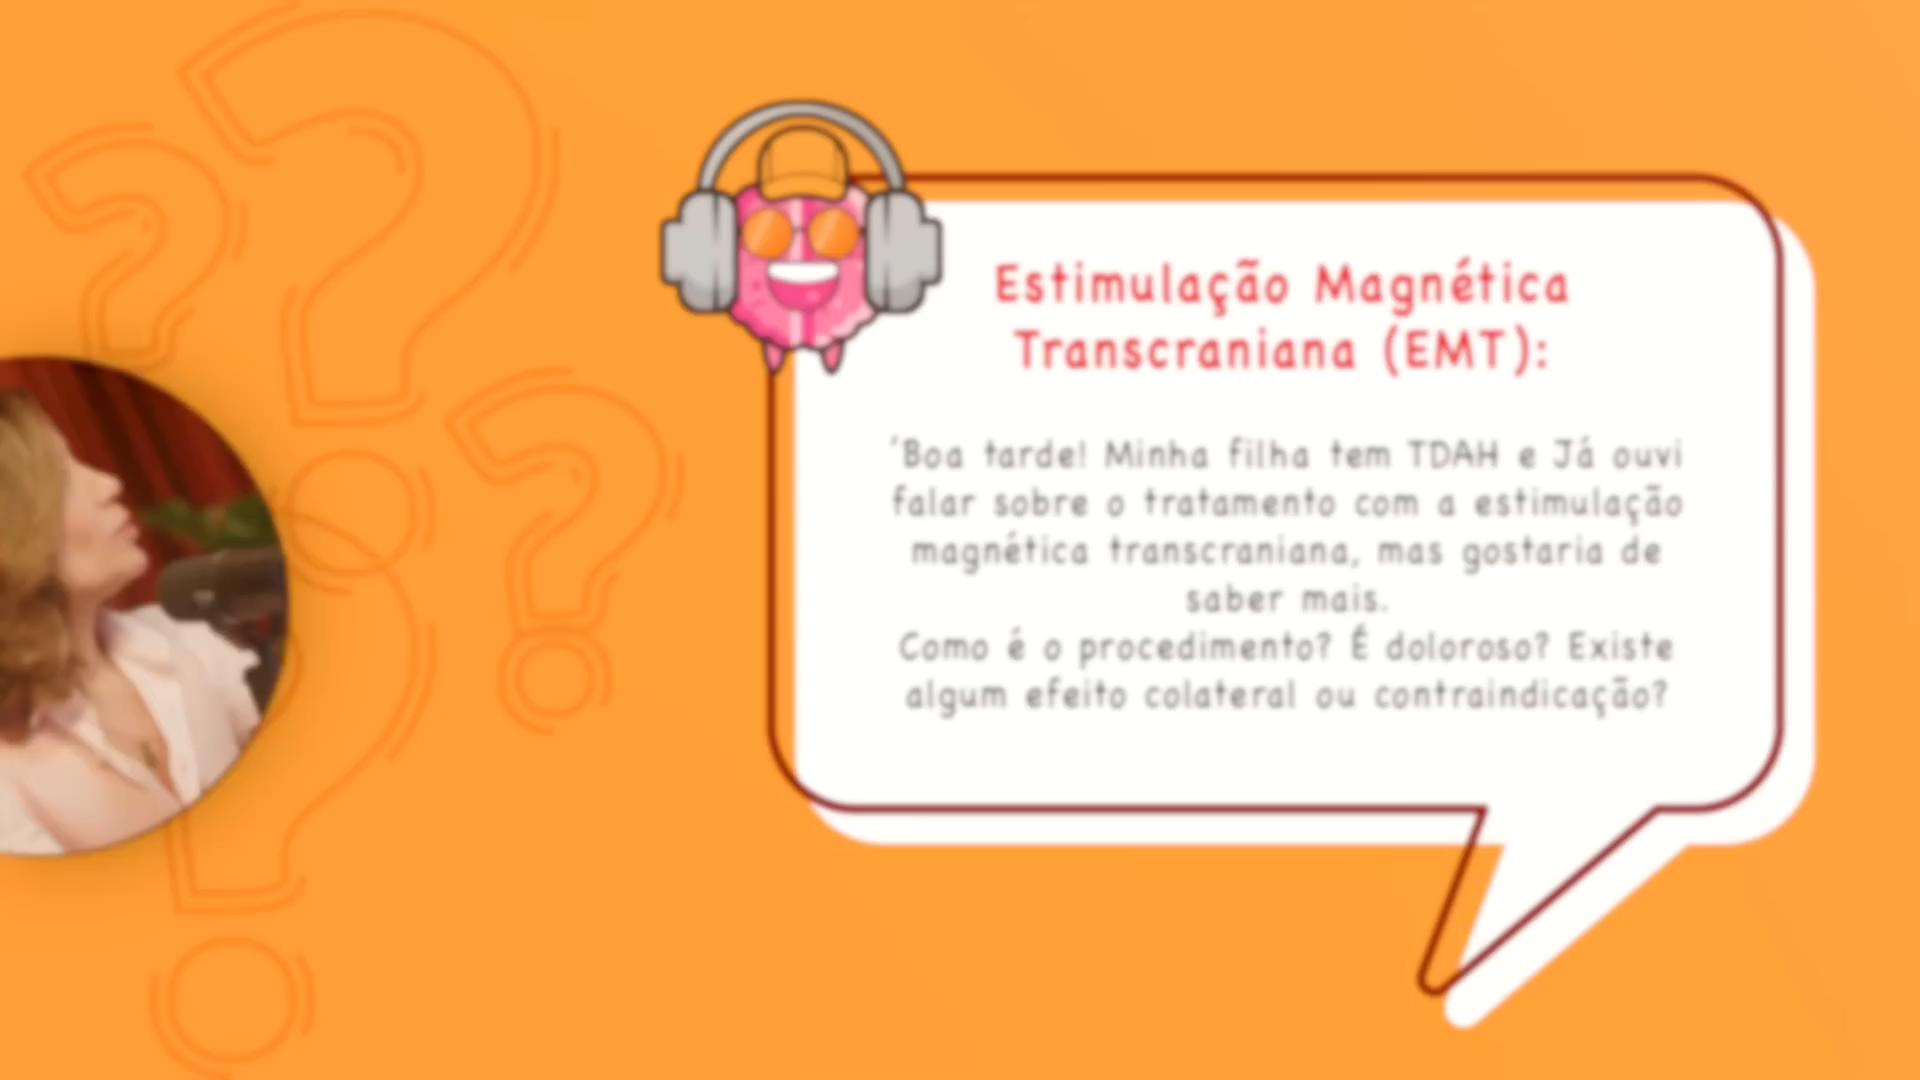 Estimulação Magnética
Transcraniana (EMT):
'Boa tarde! Minha filha tem TDAH e Já ouvi
falar sobre o tratamento com a estimulação
magnética transcraniana, mas gostaria de
saber mais.
Como é o procedimento? É doloroso? Existe
algum efeito colateral ou contraindicação?